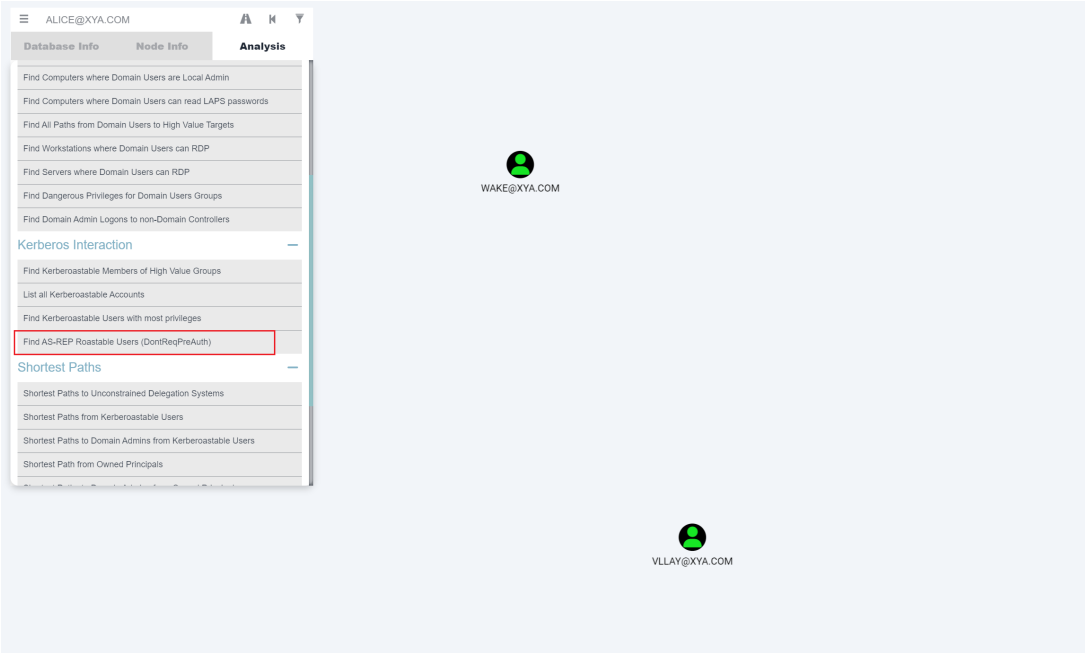 ALICE@XYA.COM
Database Info Node Info Analysis
Find Computers where Domain Users are Local Admin
Find Computers where Domain Users can read LAPS passwords
Find All Paths from Domain Users to High Value Targets
Find Workstations where Domain Users can RDP
Find Servers where Domain Users can RDP
Find Dangerous Privileges for Domain Users Groups
Find Domain Admin Logons to non-Domain Controllers
Kerberos Interaction
Find Kerberoastable Members of High Value Groups
List all Kerberoastable Accounts
Find Kerberoastable Users with most privileges
Find AS-REP Roastable Users (DontReqPreAuth)
Shortest Paths
Shortest Paths to Unconstrained Delegation Systems
Shortest Paths from Kerberoastable Users
Shortest Paths to Domain Admins from Kerberoastable Users
Shortest Path from Owned Principals
WAKE@XYA.COM
VLLAY@XYA.COM